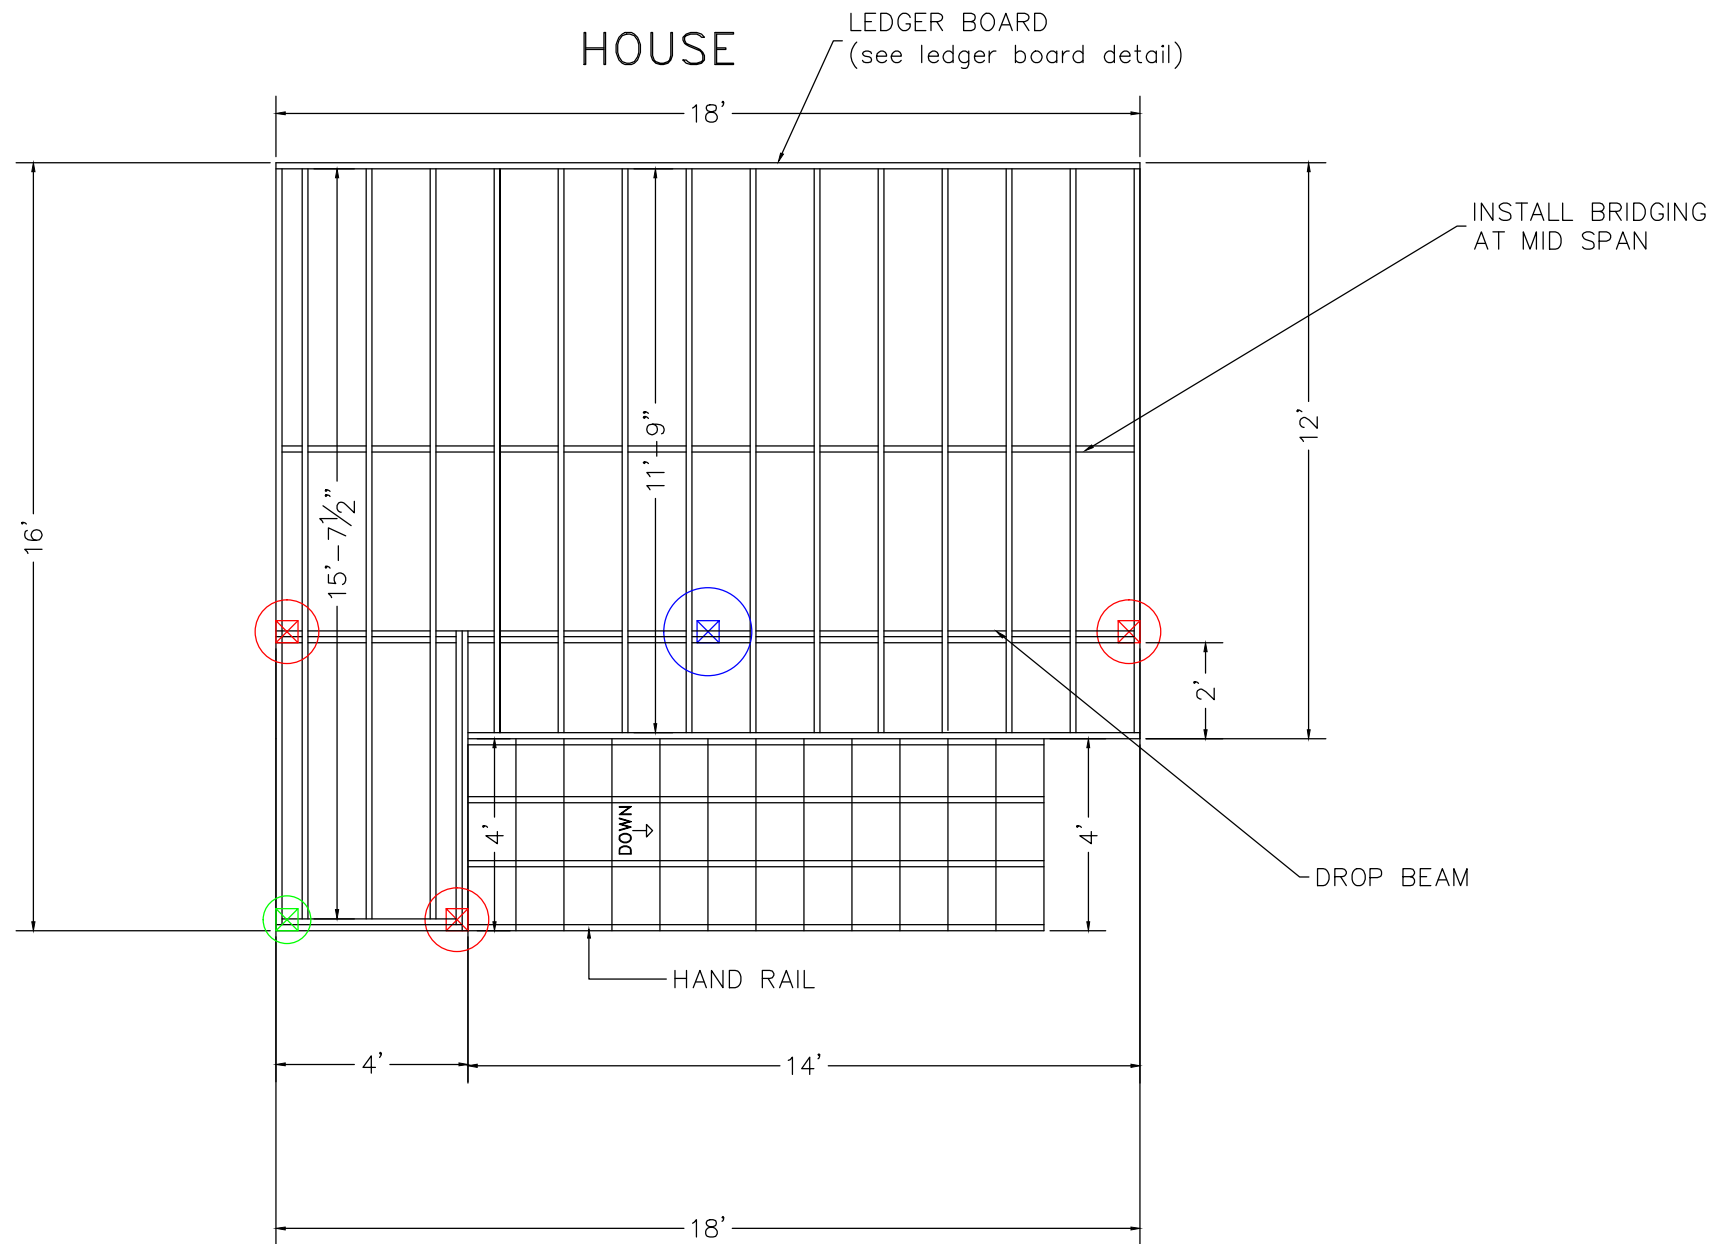 HOUSE
LEDGER BOARD
(see ledger board detail)
18'
INSTALL BRIDGING
AT MID SPAN
16'
15'-7½"
11'-9"
12'
2'
4'
DOWN
4'
DROP BEAM
HAND RAIL
4'
14'
18'